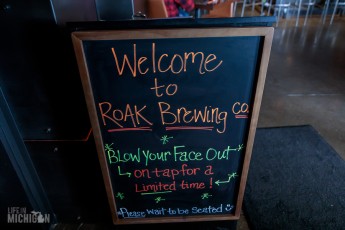 Welcome
to
ROAK BREWING CO.
BLOW YOUR FACE OUT
ON TAP FOR A
LIMITED TIME!
PLEASE WAIT TO BE SEATED
LIFE IN
MICHIGAN